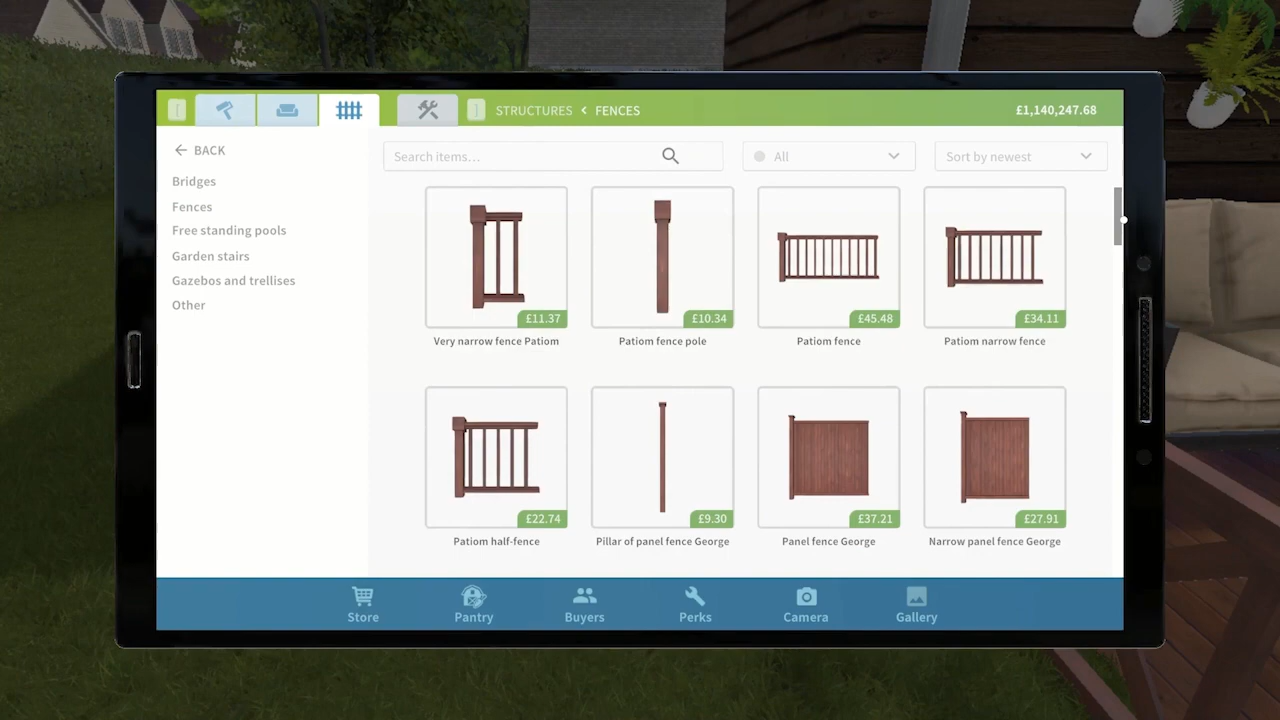 STRUCTURES < FENCES
£1,140,247.68
BACK
Bridges
Fences
Free standing pools
Garden stairs
Gazebos and trellises
Other
Search items...
All
Sort by newest
£11.37
£10.34
£45.48
£34.11
Very narrow fence Patiom
Patiom fence pole
Patiom fence
Patiom narrow fence
£22.74
£9.30
£37.21
£27.91
Patiom half-fence
Pillar of panel fence George
Panel fence George
Narrow panel fence George
Store
Pantry
Buyers
Perks
Camera
Gallery